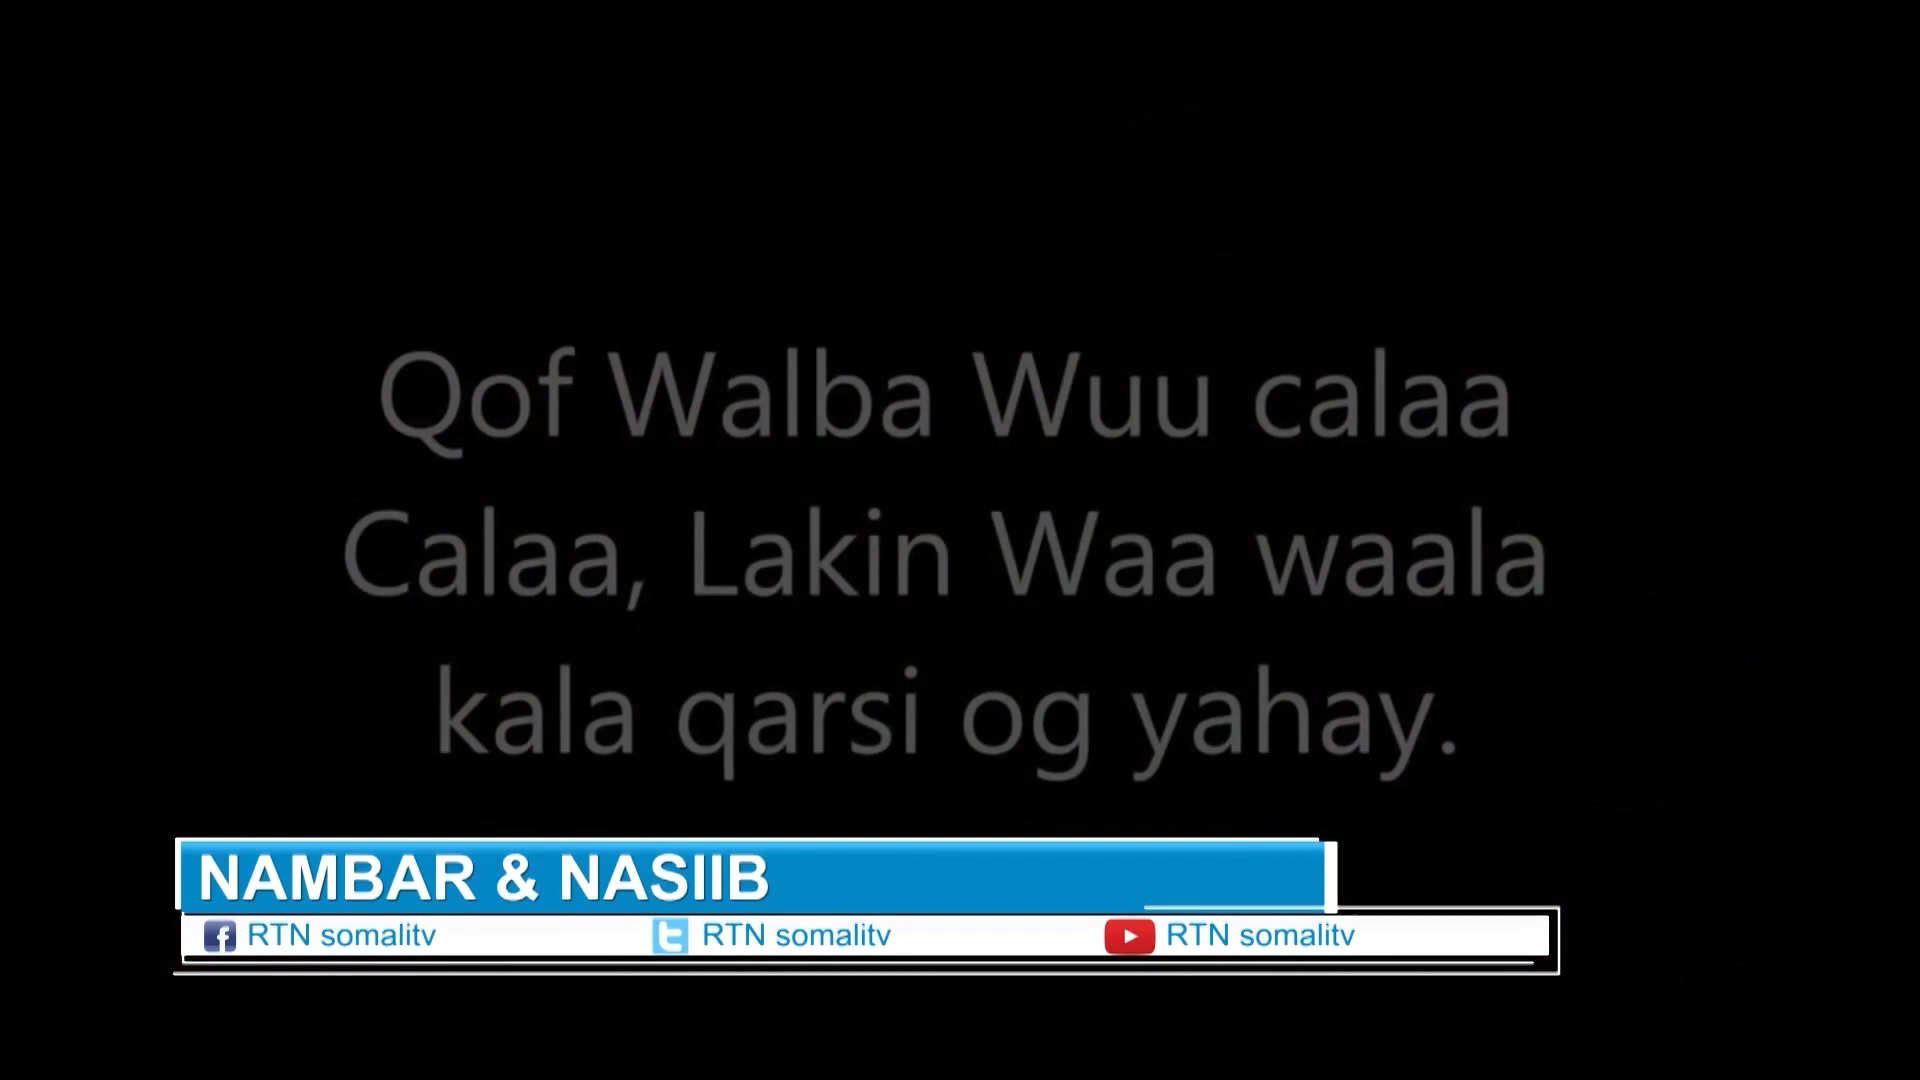 Qof Walba Wuu calaa
Calaa, Lakin Waa waala
kala qarsi og yahay.
NAMBAR & NASIIB
RTN somalitv RTN somalitv RTN somalitv